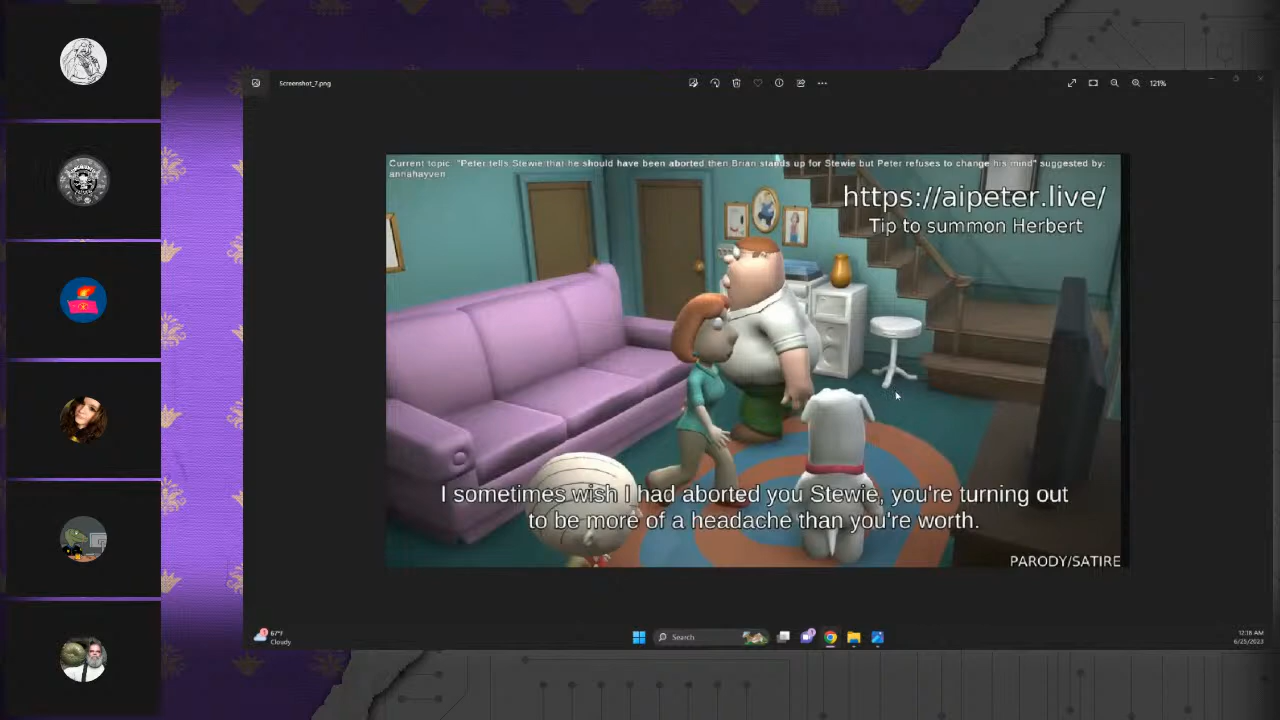 Screenshot_7.png
121%
Current topic: "Peter tells Stewie that he should have been aborted then Brian stands up for Stewie but Peter refuses to change his mind" suggested by:
annahayven
https://aipeter.live/
Tip to summon Herbert
I sometimes wish I had aborted you Stewie, you're turning out
to be more of a headache than you're worth.
PARODY/SATIRE
67°F
Cloudy
Search
12:18 AM
6/25/2023